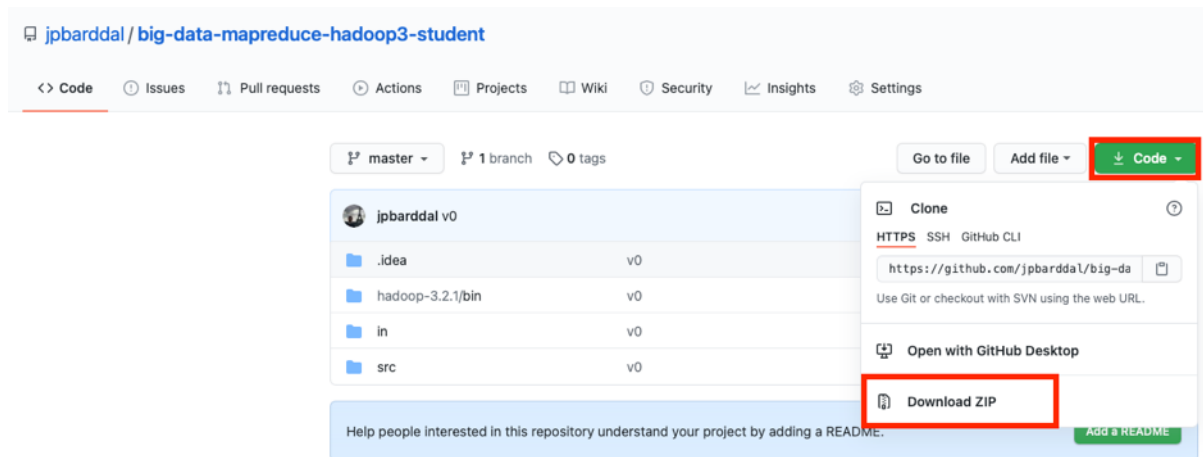 jpbarddal / big-data-mapreduce-hadoop3-student
<> Code Issues Pull requests Actions Projects Wiki Security Insights Settings
master 1 branch 0 tags Go to file Add file Code
jpbarddal v0
Clone
HTTPS SSH GitHub CLI
.idea v0
https://github.com/jpbarddal/big-da
hadoop-3.2.1/bin v0
Use Git or checkout with SVN using the web URL.
in v0
Open with GitHub Desktop
src v0
Download ZIP
Help people interested in this repository understand your project by adding a README.
Add a README